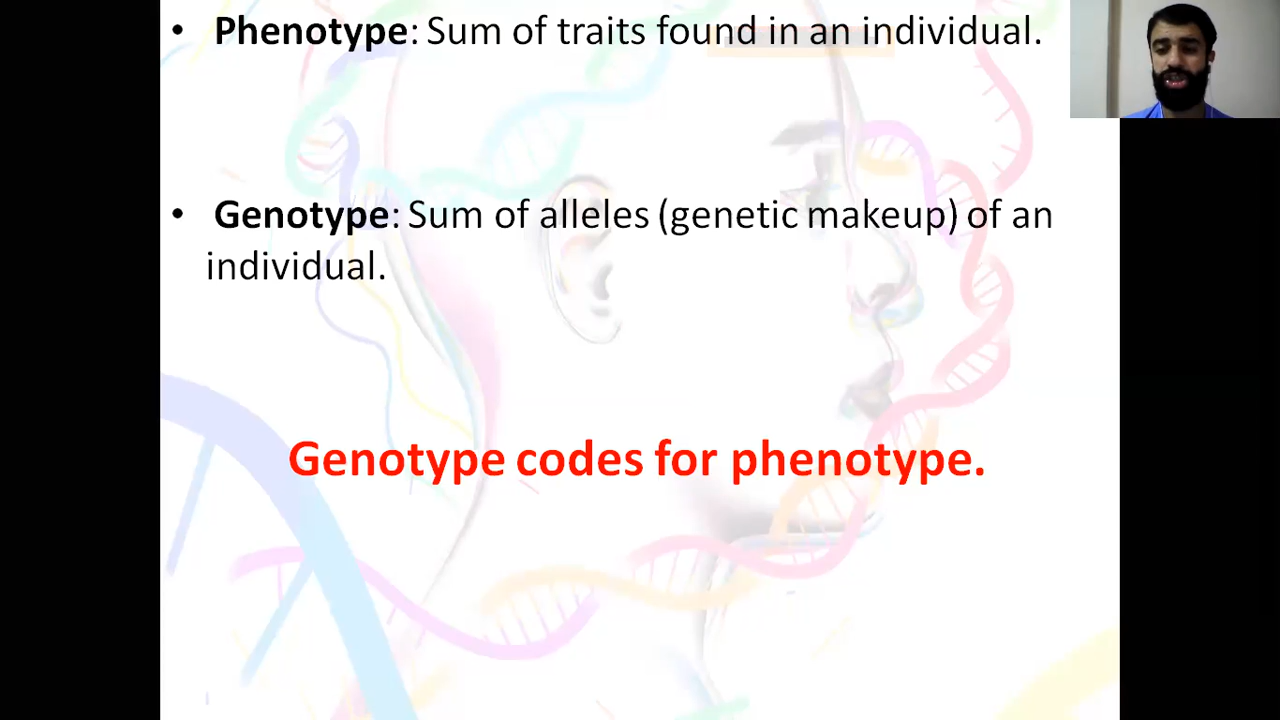 • Phenotype: Sum of traits found in an individual.
• Genotype: Sum of alleles (genetic makeup) of an
individual.
Genotype codes for phenotype.